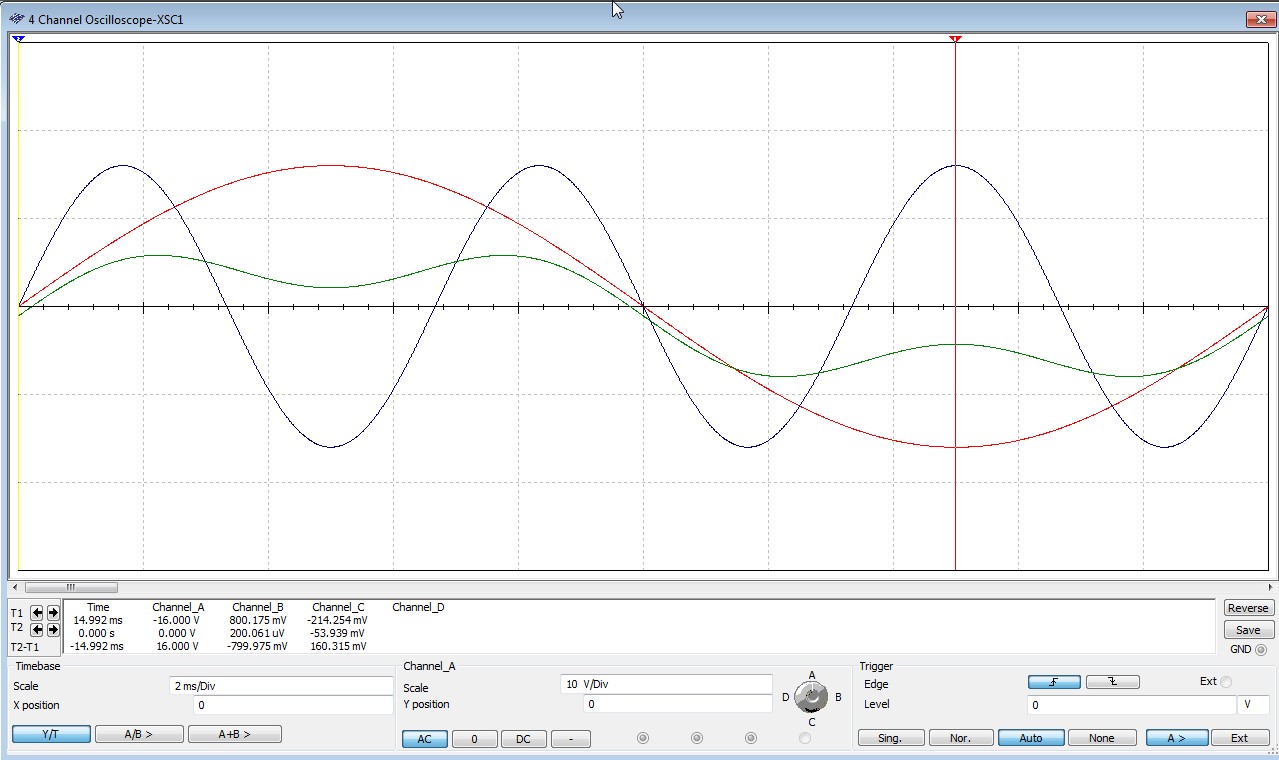 4 Channel Oscilloscope-XSC1
Time Channel_A Channel_B Channel_C Channel_D
T1 14.992 ms -16.000 V 800.175 mV -214.254 mV
T2 0.000 s 0.000 V 200.061 uV -53.939 mV
T2-T1 -14.992 ms 16.000 V -799.975 mV 160.315 mV
Reverse
Save
GND
Timebase
Scale 2 ms/Div
X position 0
Y/T A/B > A+B >
Channel_A
Scale 10 V/Div
Y position 0
AC 0 DC -
A
D B
C
Trigger
Edge Ext
Level 0 V
Sing. Nor. Auto None A > Ext